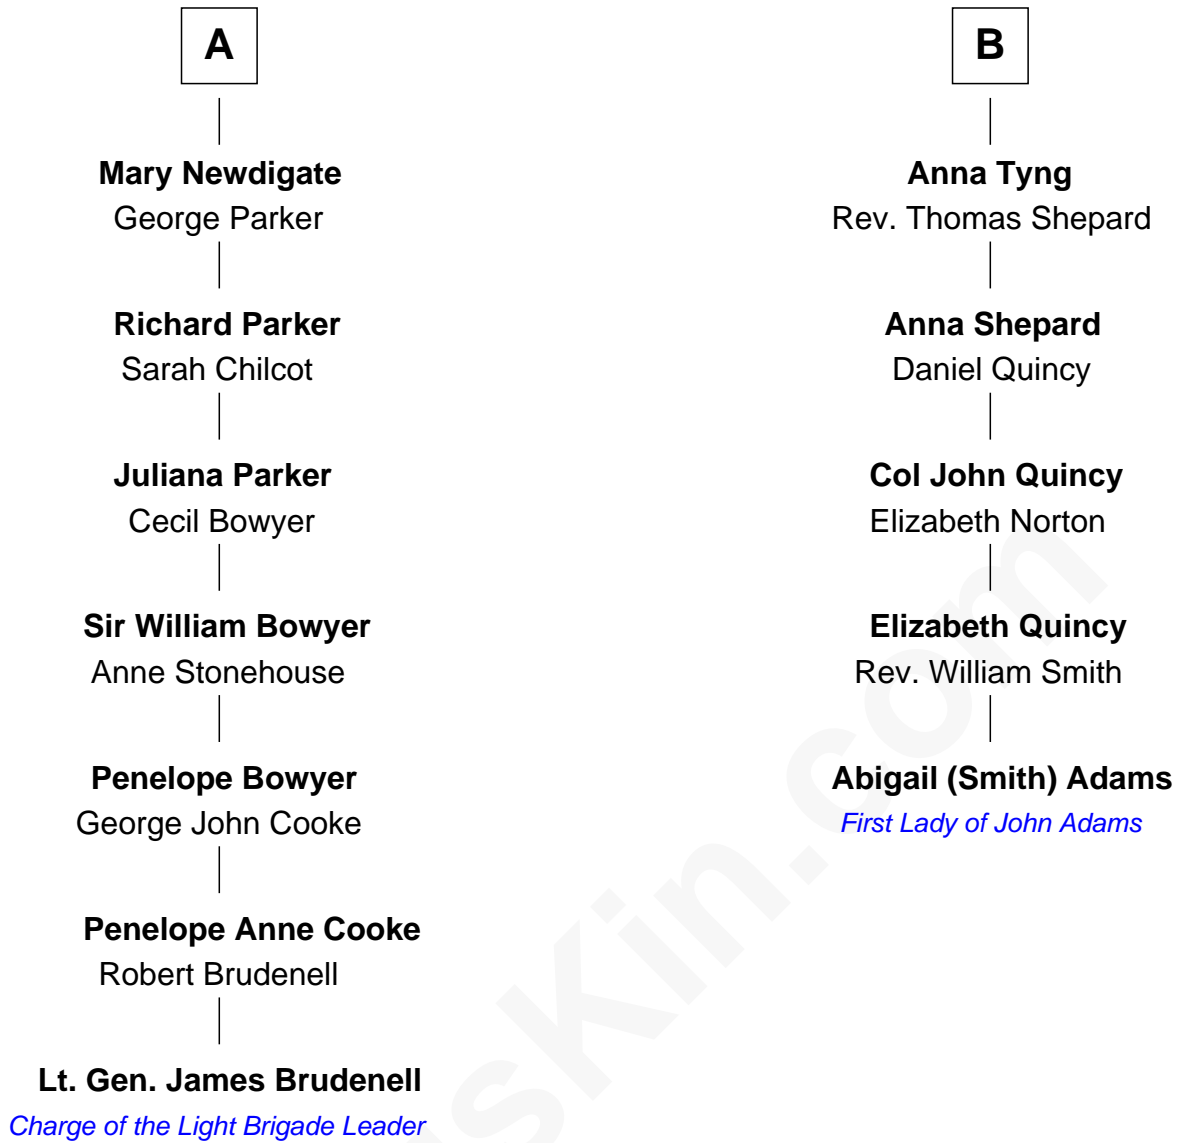 A
Mary Newdigate
George Parker
Richard Parker
Sarah Chilcot
Juliana Parker
Cecil Bowyer
Sir William Bowyer
Anne Stonehouse
Penelope Bowyer
George John Cooke
Penelope Anne Cooke
Robert Brudenell
Lt. Gen. James Brudenell
Charge of the Light Brigade Leader
B
Anna Tyng
Rev. Thomas Shepard
Anna Shepard
Daniel Quincy
Col John Quincy
Elizabeth Norton
Elizabeth Quincy
Rev. William Smith
Abigail (Smith) Adams
First Lady of John Adams
sKin.com